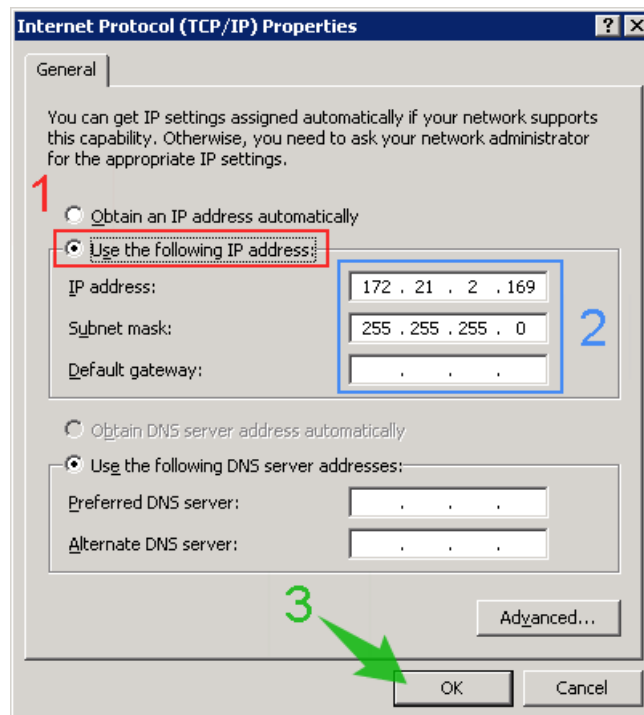 Internet Protocol (TCP/IP) Properties
General
You can get IP settings assigned automatically if your network supports
this capability. Otherwise, you need to ask your network administrator
for the appropriate IP settings.
1
Obtain an IP address automatically
Use the following IP address:
IP address: 172 . 21 . 2 . 169
Subnet mask: 255 . 255 . 255 . 0
2
Default gateway: . . .
Obtain DNS server address automatically
Use the following DNS server addresses:
Preferred DNS server: . . .
Alternate DNS server: . . .
3
Advanced...
OK Cancel